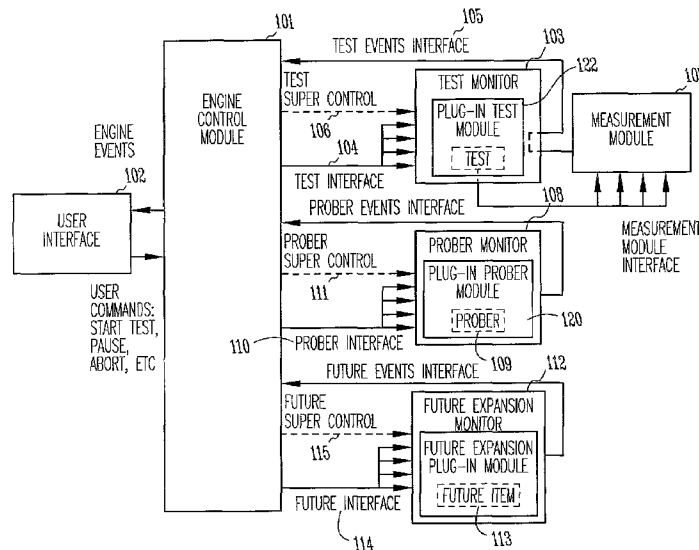 101
105
TEST EVENTS INTERFACE
103
TEST
SUPER CONTROL
106
TEST MONITOR
122
PLUG-IN TEST
MODULE
TEST
MEASUREMENT
MODULE
ENGINE
CONTROL
MODULE
ENGINE
EVENTS
104
TEST INTERFACE
102
USER
INTERFACE
PROBER EVENTS INTERFACE
108
MEASUREMENT
MODULE
INTERFACE
PROBER
SUPER CONTROL
111
PROBER MONITOR
PLUG-IN PROBER
MODULE
PROBER
120
USER
COMMANDS:
START TEST,
PAUSE,
ABORT, ETC
110
PROBER INTERFACE
109
FUTURE EVENTS INTERFACE
112
FUTURE
SUPER CONTROL
115
FUTURE EXPANSION
MONITOR
FUTURE EXPANSION
PLUG-IN MODULE
FUTURE ITEM
FUTURE INTERFACE
113
114